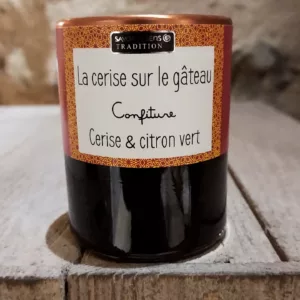 TRADITION
La cerise sur le gâteau
Confiture
Cerise & citron vert